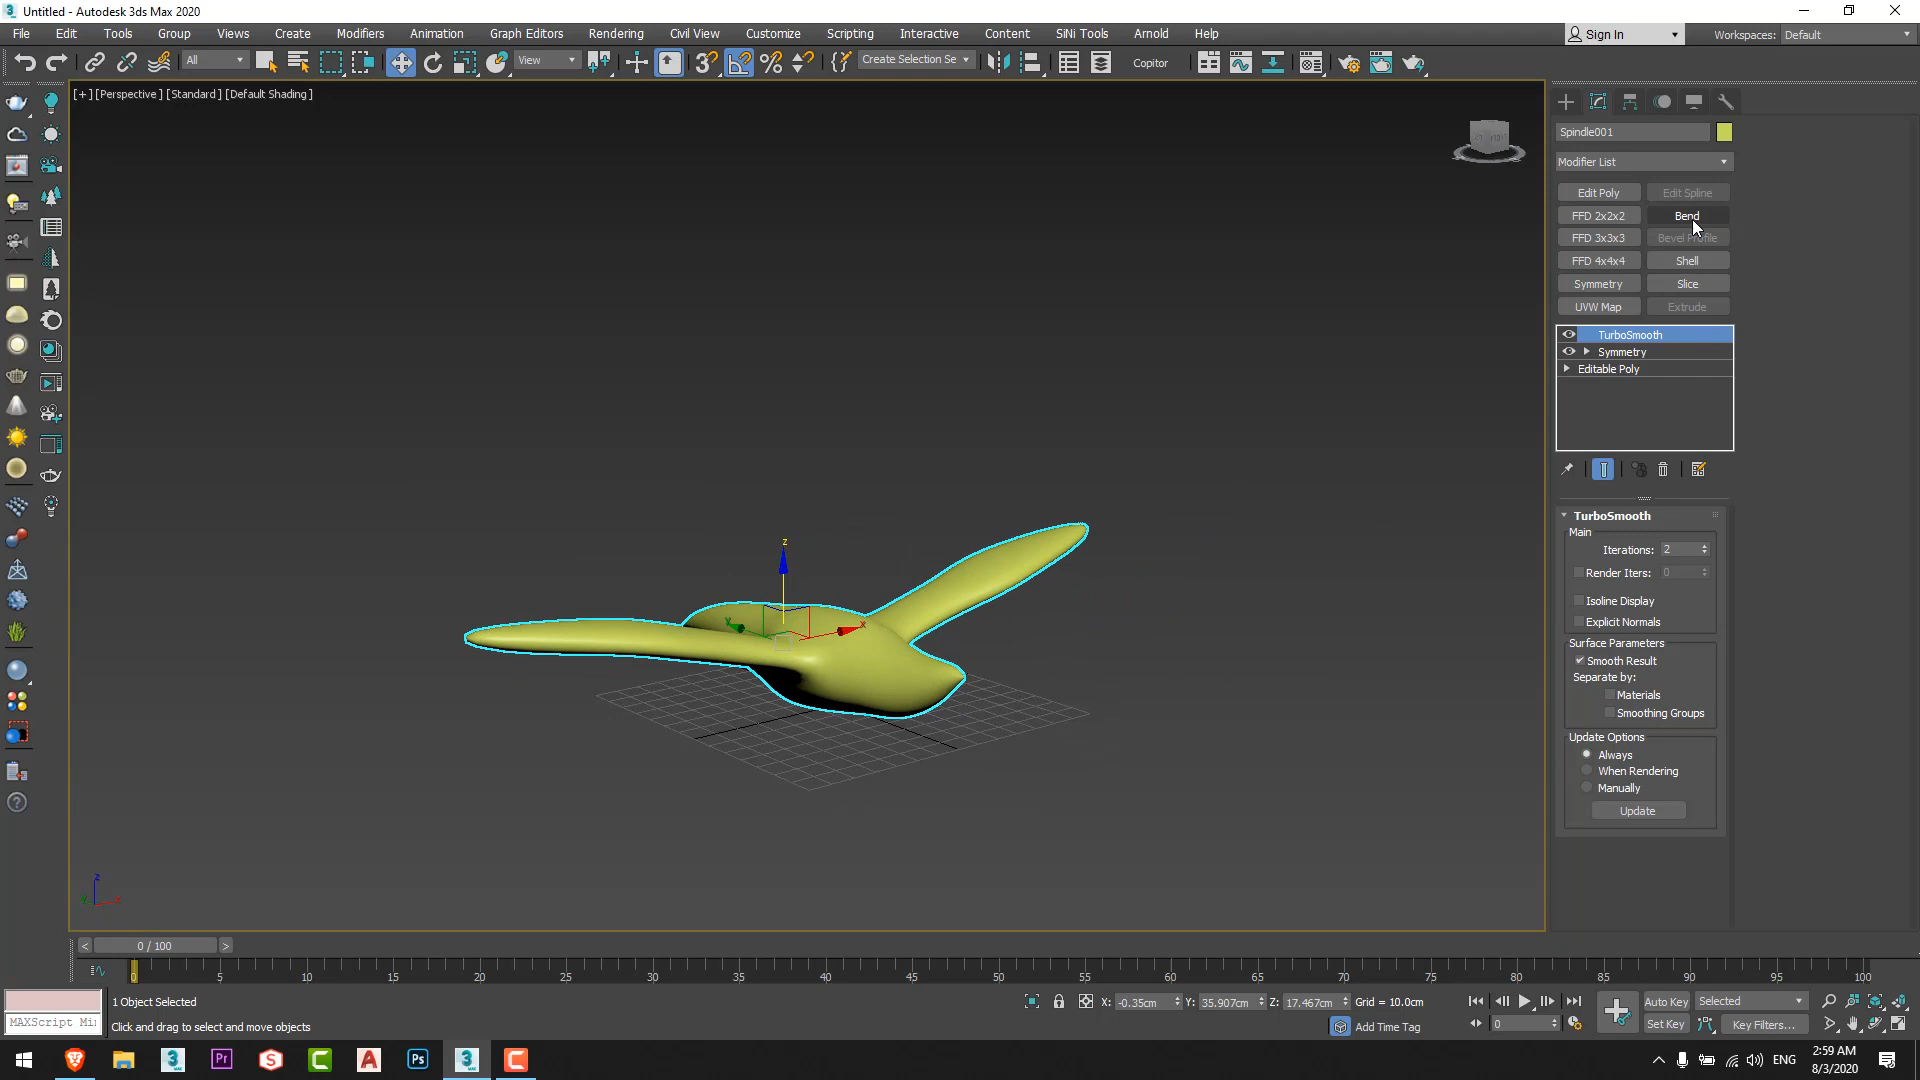 Untitled - Autodesk 3ds Max 2020
File Edit Tools Group Views Create Modifiers Animation Graph Editors Rendering Civil View Customize Scripting Interactive Content SiNi Tools Arnold Help
Sign In Workspaces: Default
All View Create Selection Se Copitor
[+] [Perspective] [Standard] [Default Shading]
Spindle001
Modifier List
Edit Poly Edit Spline
FFD 2x2x2 Bend
FFD 3x3x3 Bevel Profile
FFD 4x4x4 Shell
Symmetry Slice
UVW Map Extrude
TurboSmooth
Symmetry
Editable Poly
TurboSmooth
Main
Iterations: 2
Render Iters: 0
Isoline Display
Explicit Normals
Surface Parameters
Smooth Result
Separate by:
Materials
Smoothing Groups
Update Options
Always
When Rendering
Manually
Update
z
x
y
z
x
y
< 0 / 100 >
0 5 10 15 20 25 30 35 40 45 50 55 60 65 70 75 80 85 90 95 100
1 Object Selected X: -0.35cm Y: 35.907cm Z: 17.467cm Grid = 10.0cm Auto Key Selected
MAXScript Mi Click and drag to select and move objects Add Time Tag 0 Set Key Key Filters...
ENG 2:59 AM
8/3/2020